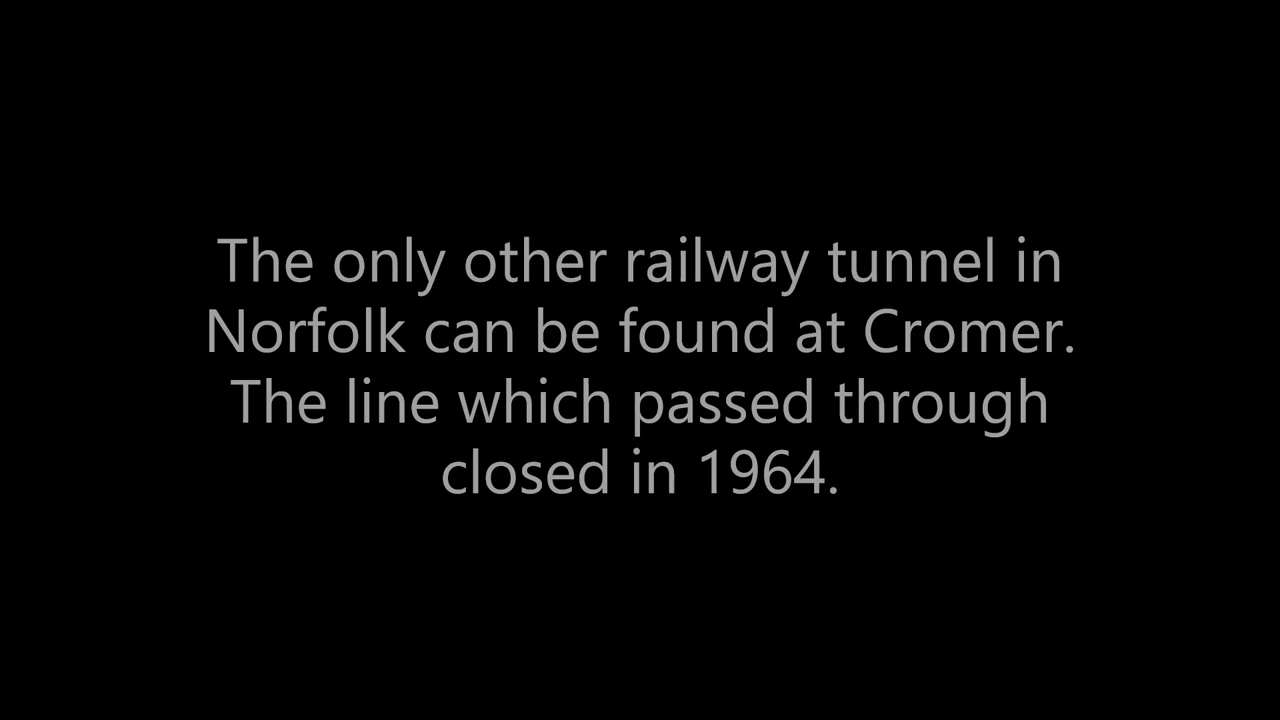 The only other railway tunnel in
Norfolk can be found at Cromer.
The line which passed through
closed in 1964.